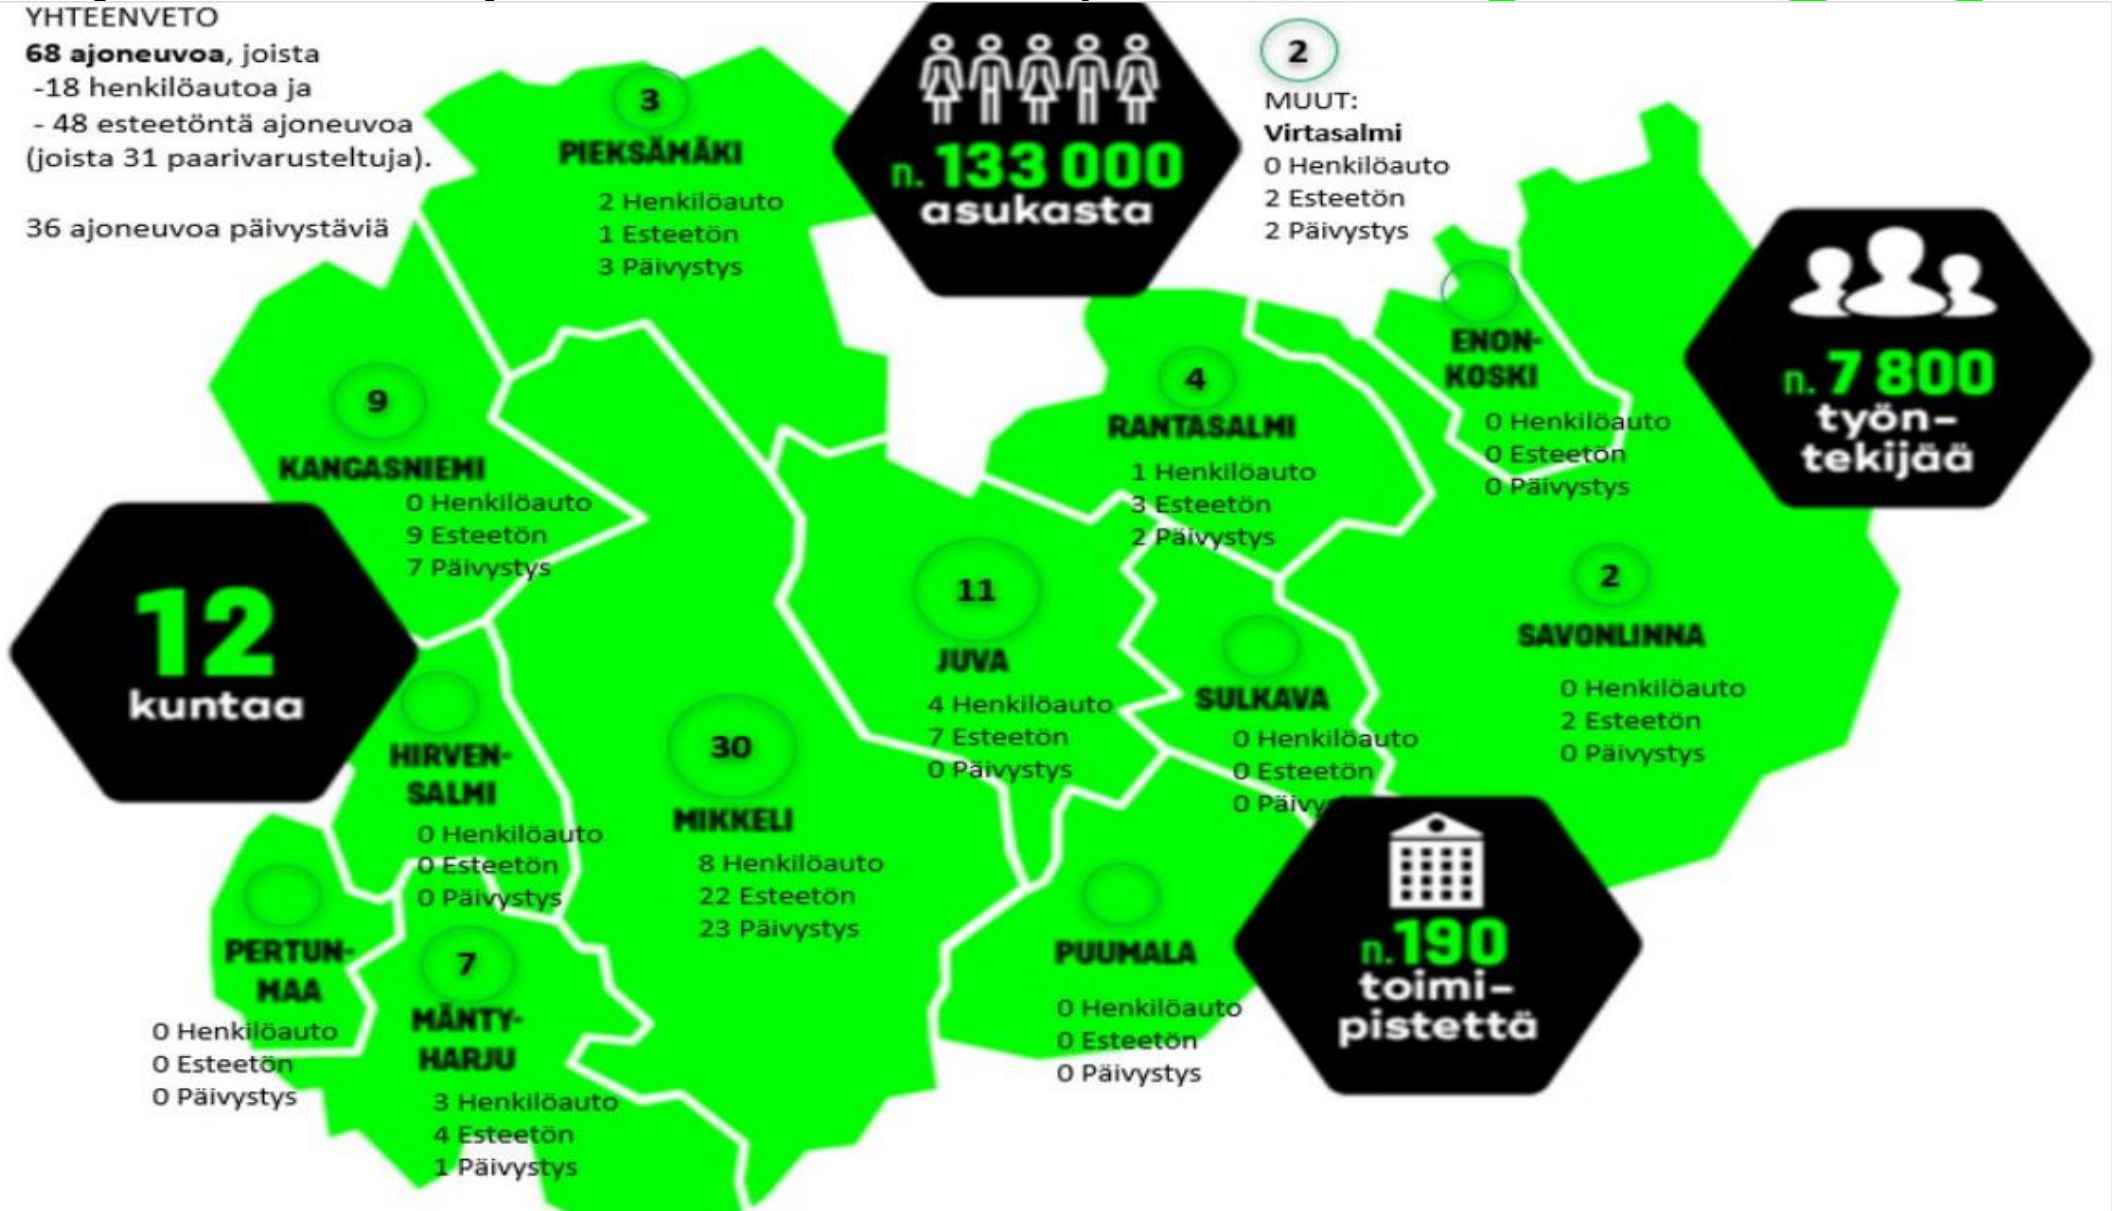 YHTEENVETO
68 ajoneuvoa, joista
-18 henkilöautoa ja
- 48 esteetöntä ajoneuvoa
(joista 31 paarivarusteltuja).
36 ajoneuvoa päivystäviä
3
PIEKSÄMÄKI
2 Henkilöauto
1 Esteetön
3 Päivystys
n. 133 000
asukasta
2
MUUT:
Virtasalmi
0 Henkilöauto
2 Esteetön
2 Päivystys
n. 7 800
työn-
tekijää
ENON-
KOSKI
0 Henkilöauto
0 Esteetön
0 Päivystys
4
RANTASALMI
1 Henkilöauto
3 Esteetön
2 Päivystys
9
KANGASNIEMI
0 Henkilöauto
9 Esteetön
7 Päivystys
12
kuntaa
11
JUVA
4 Henkilöauto
7 Esteetön
0 Päivystys
SULKAVA
0 Henkilöauto
0 Esteetön
0 Päivy
2
SAVONLINNA
0 Henkilöauto
2 Esteetön
0 Päivystys
HIRVEN-
SALMI
0 Henkilöauto
0 Esteetön
0 Päivystys
30
MIKKELI
8 Henkilöauto
22 Esteetön
23 Päivystys
PERTUN-
MAA
0 Henkilöauto
0 Esteetön
0 Päivystys
7
MÄNTY-
HARJU
3 Henkilöauto
4 Esteetön
1 Päivystys
PUUMALA
0 Henkilöauto
0 Esteetön
0 Päivystys
n.190
toimi-
pistettä